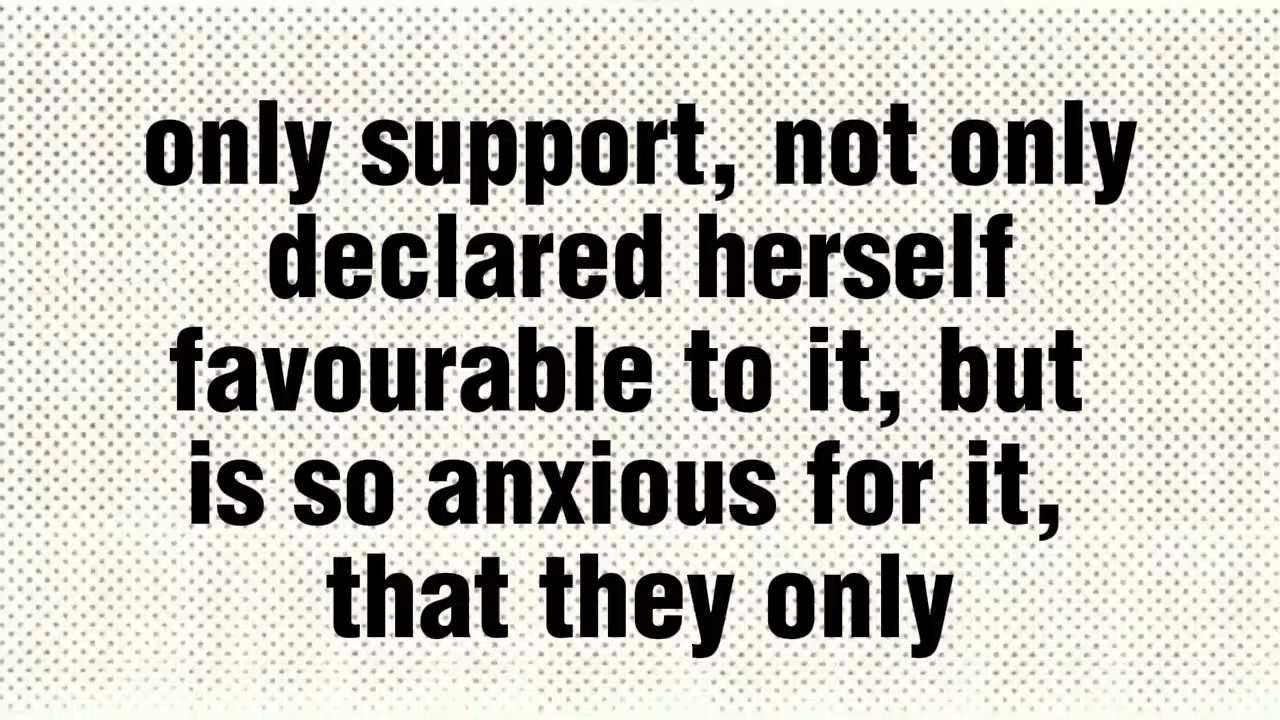 only support, not only
declared herself
favourable to it, but
is so anxious for it,
that they only